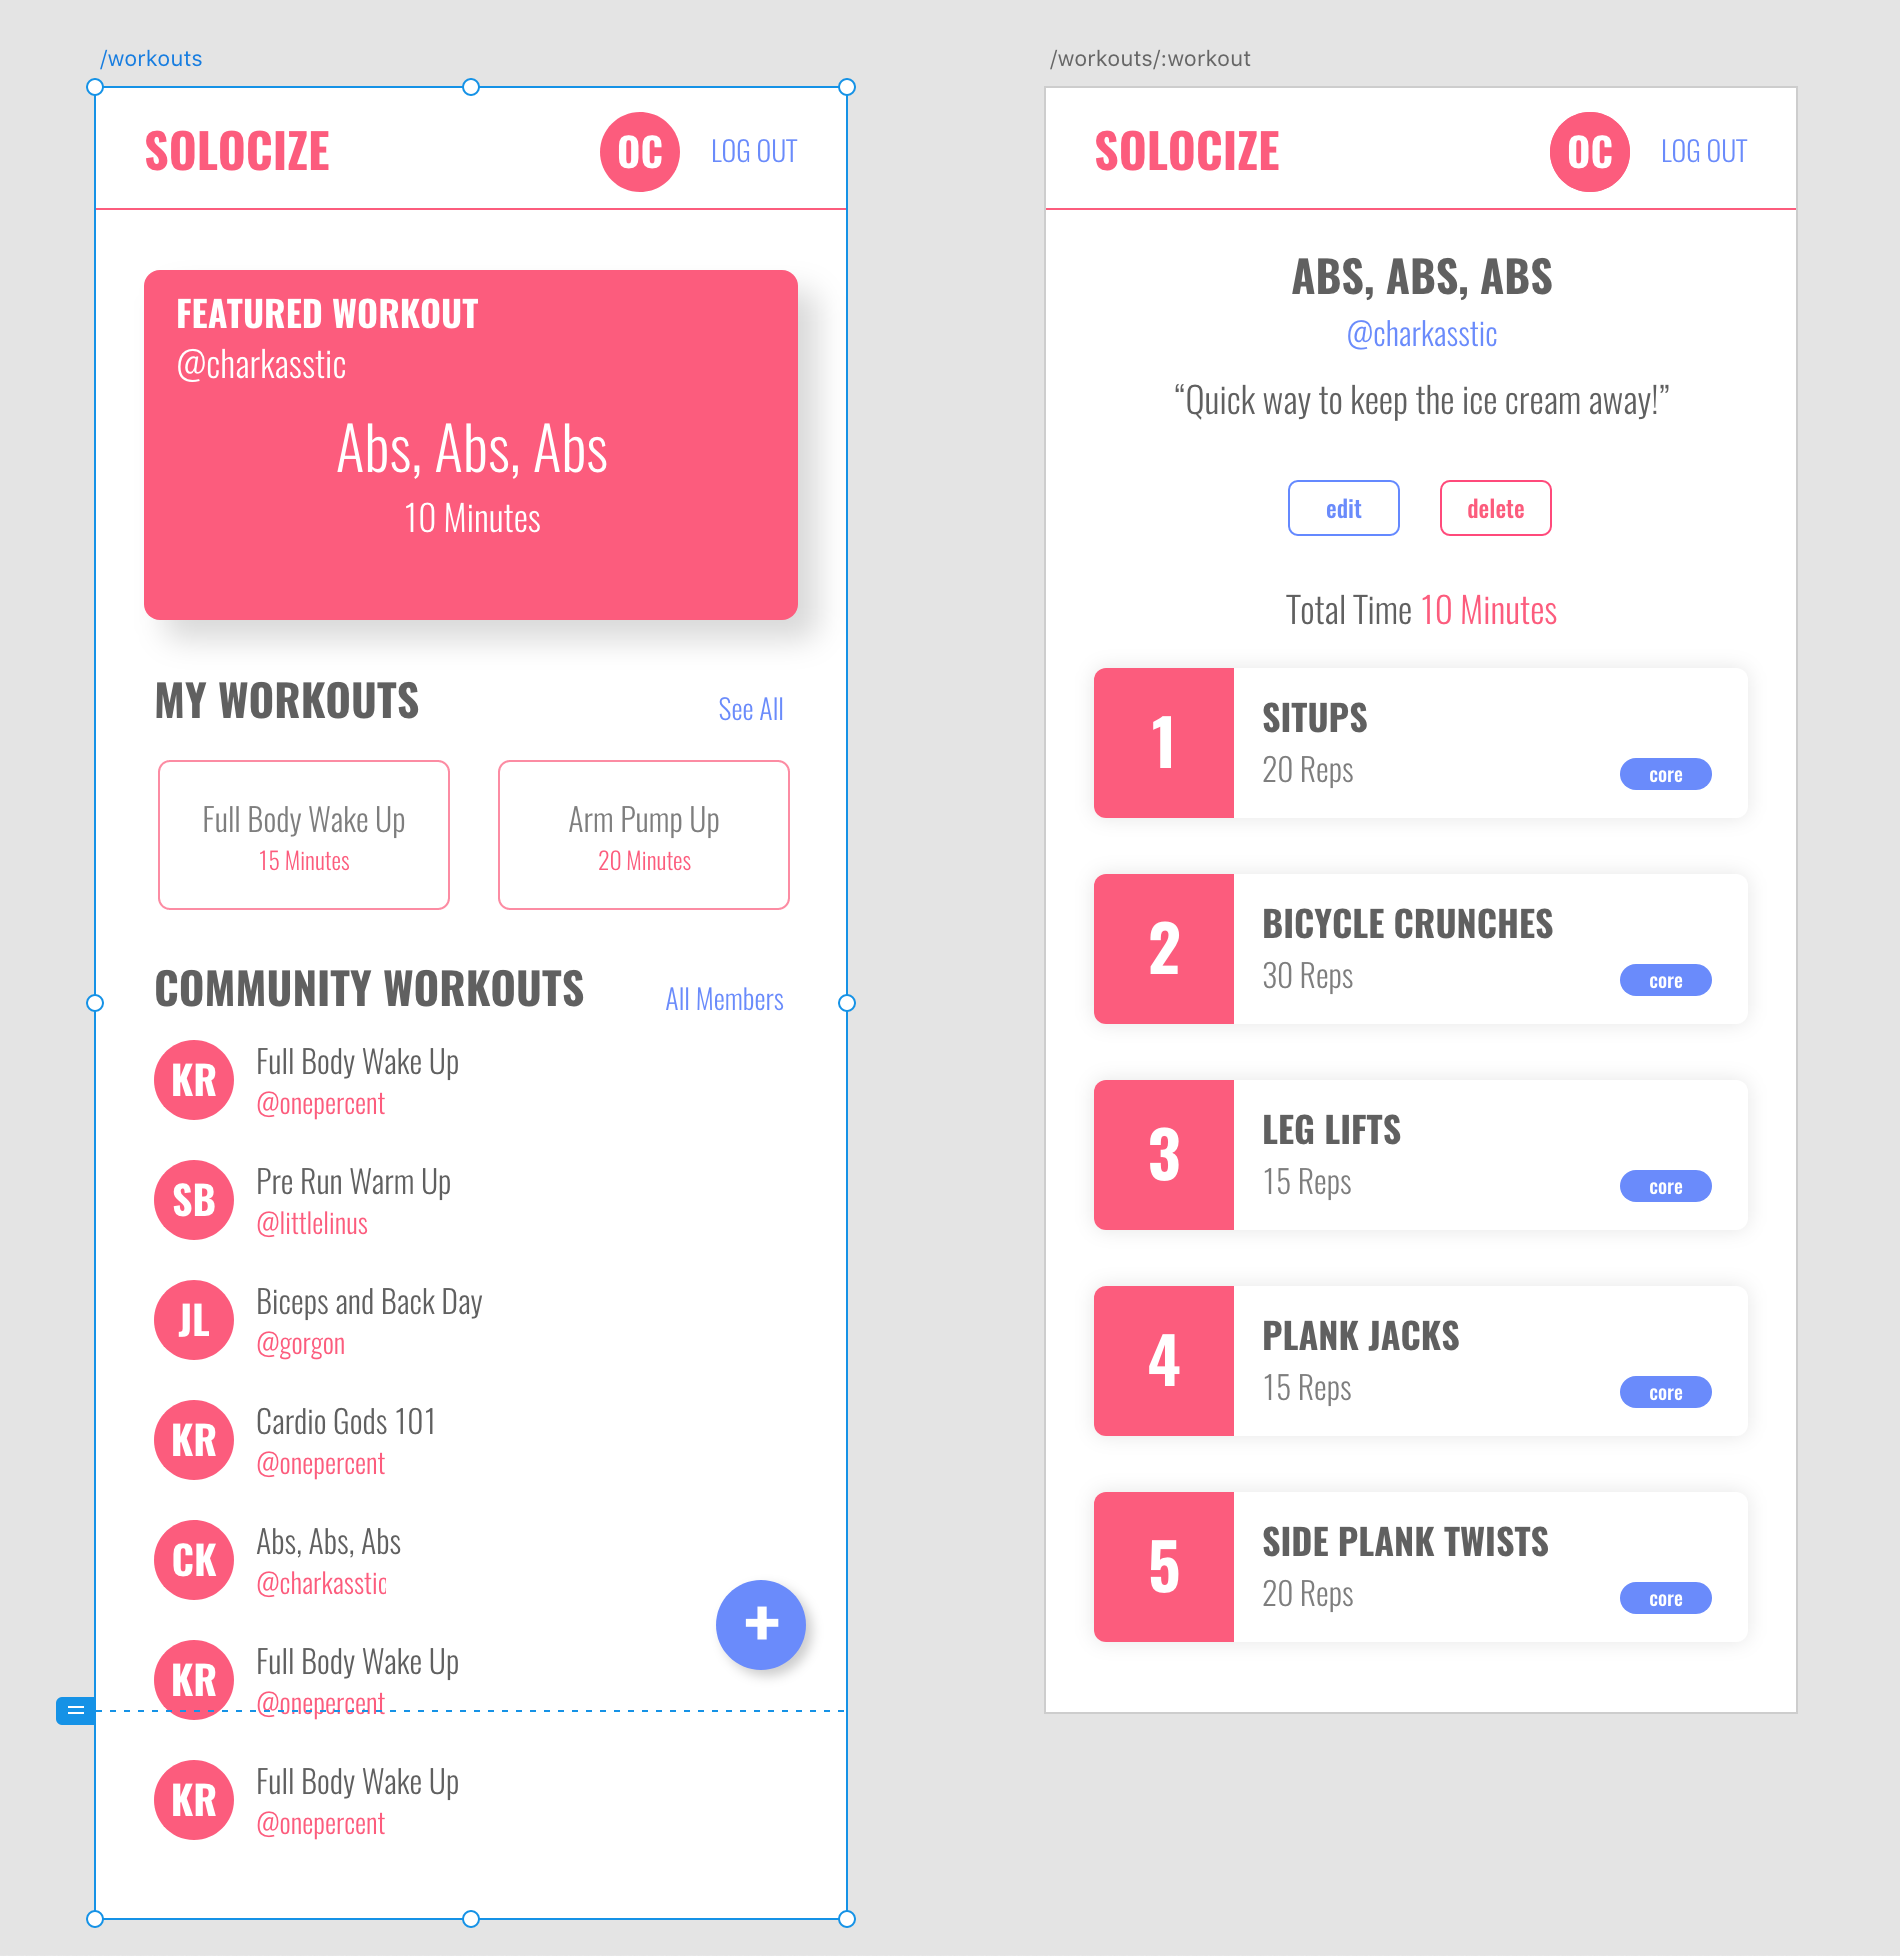 /workouts
SOLOCIZE
OC
LOG OUT
FEATURED WORKOUT
@charkasstic
Abs, Abs, Abs
10 Minutes
MY WORKOUTS
See All
Full Body Wake Up
15 Minutes
Arm Pump Up
20 Minutes
COMMUNITY WORKOUTS
All Members
KR
Full Body Wake Up
@onepercent
SB
Pre Run Warm Up
@littlelinus
JL
Biceps and Back Day
@gorgon
KR
Cardio Gods 101
@onepercent
CK
Abs, Abs, Abs
@charkasstic
+
KR
Full Body Wake Up
@onepercent
KR
Full Body Wake Up
@onepercent
/workouts/:workout
SOLOCIZE
OC
LOG OUT
ABS, ABS, ABS
@charkasstic
“Quick way to keep the ice cream away!”
edit
delete
Total Time 10 Minutes
1
SITUPS
20 Reps
core
2
BICYCLE CRUNCHES
30 Reps
core
3
LEG LIFTS
15 Reps
core
4
PLANK JACKS
15 Reps
core
5
SIDE PLANK TWISTS
20 Reps
core